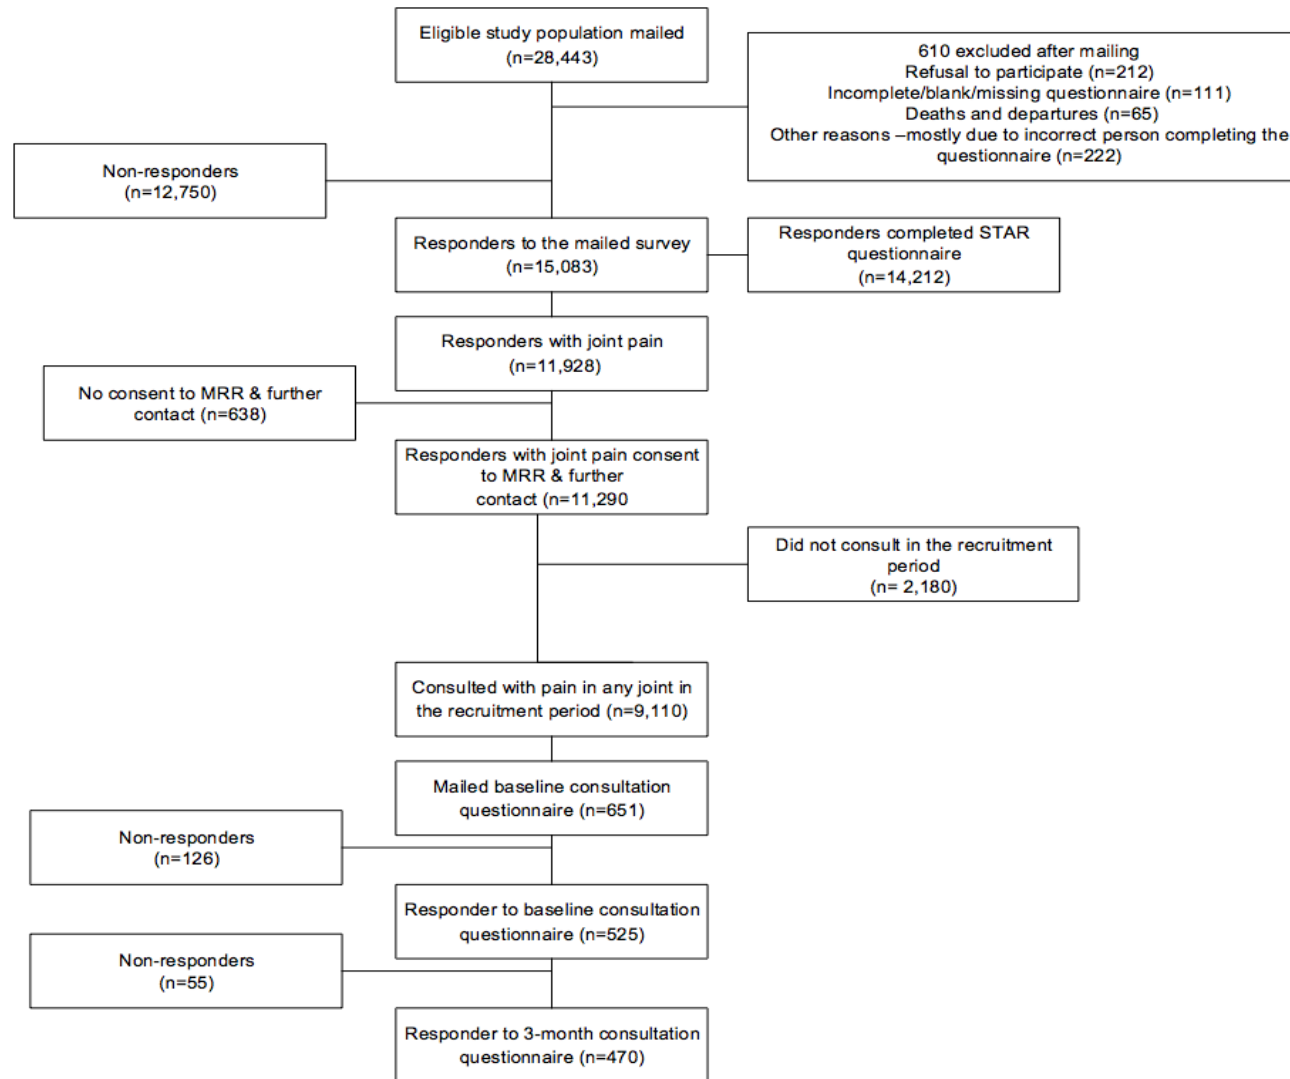 Eligible study population mailed
(n=28,443)
610 excluded after mailing
Refusal to participate (n=212)
Incomplete/blank/missing questionnaire (n=111)
Deaths and departures (n=65)
Other reasons –mostly due to incorrect person completing the
questionnaire (n=222)
Non-responders
(n=12,750)
Responders to the mailed survey
(n=15,083)
Responders completed STAR
questionnaire
(n=14,212)
Responders with joint pain
(n=11,928)
No consent to MRR & further
contact (n=638)
Responders with joint pain consent
to MRR & further
contact (n=11,290
Did not consult in the recruitment
period
(n= 2,180)
Consulted with pain in any joint in
the recruitment period (n=9,110)
Mailed baseline consultation
questionnaire (n=651)
Non-responders
(n=126)
Responder to baseline consultation
questionnaire (n=525)
Non-responders
(n=55)
Responder to 3-month consultation
questionnaire (n=470)